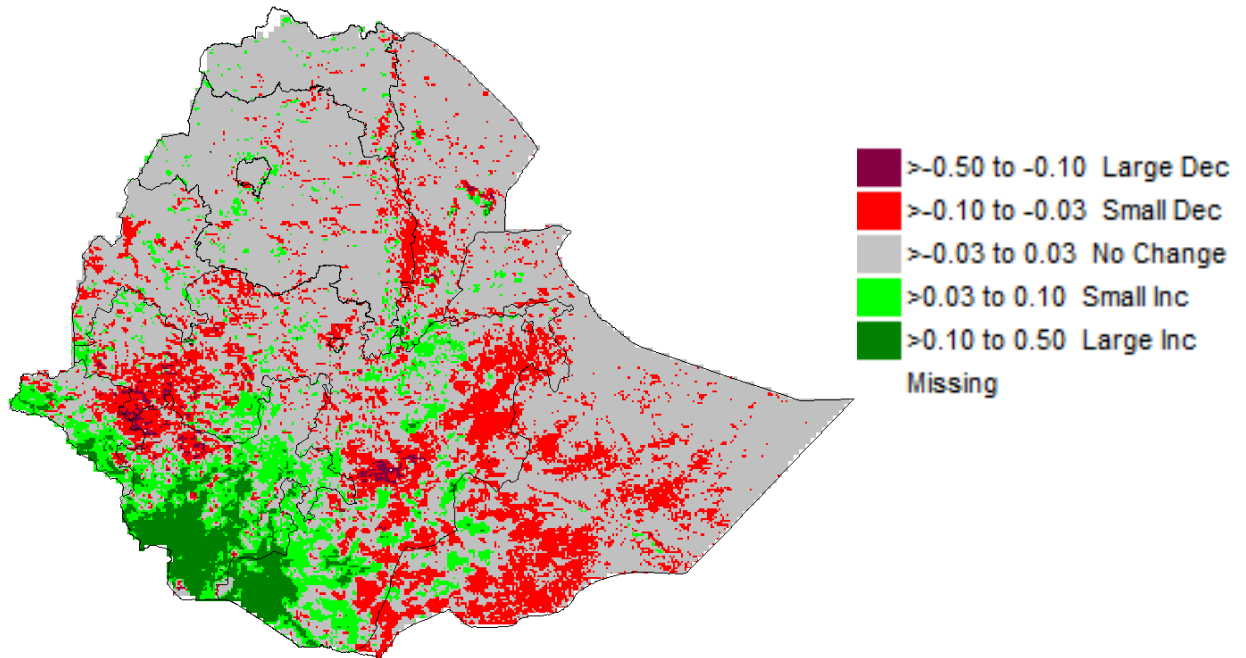 >-0.50 to -0.10 Large Dec
>-0.10 to -0.03 Small Dec
>-0.03 to 0.03 No Change
>0.03 to 0.10 Small Inc
>0.10 to 0.50 Large Inc
Missing